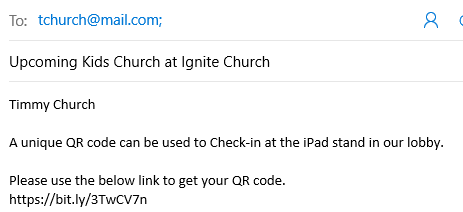 To: tchurch@mail.com;
Upcoming Kids Church at Ignite Church
Timmy Church
A unique QR code can be used to Check-in at the iPad stand in our lobby.
Please use the below link to get your QR code.
https://bit.ly/3TwCV7n